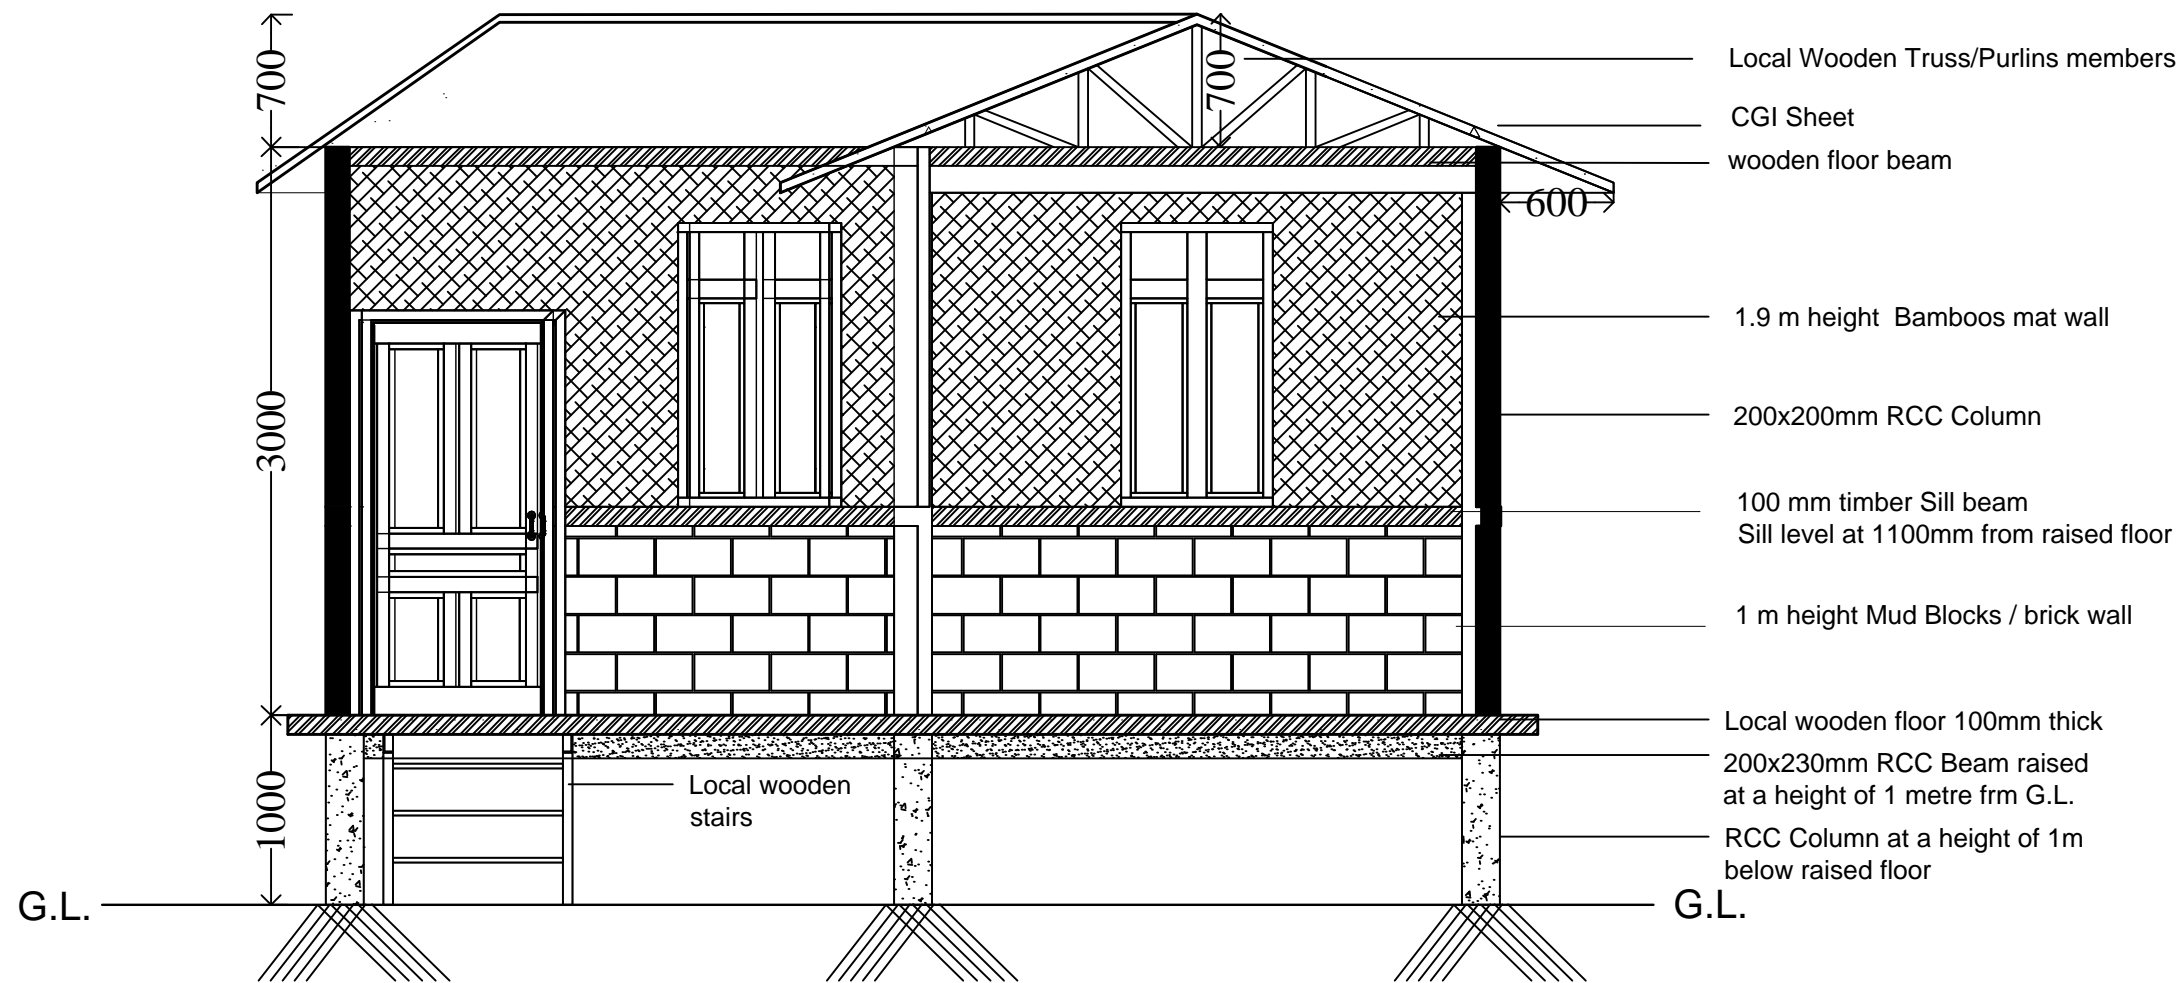 700
700
Local Wooden Truss/Purlins members
CGI Sheet
wooden floor beam
600
1.9 m height  Bamboos mat wall
3000
200x200mm RCC Column
100 mm timber Sill beam
Sill level at 1100mm from raised floor
1 m height Mud Blocks / brick wall
Local wooden floor 100mm thick
200x230mm RCC Beam raised
at a height of 1 metre frm G.L.
Local wooden
stairs
1000
RCC Column at a height of 1m
below raised floor
G.L.
G.L.